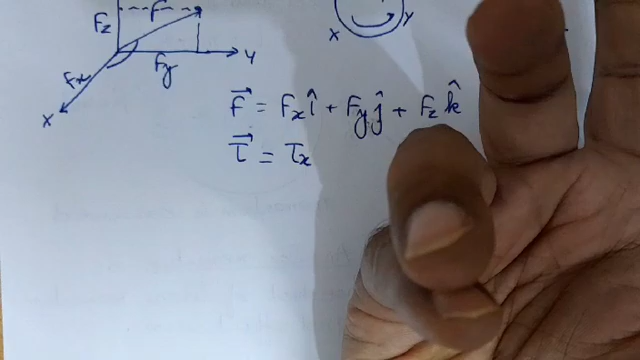 Fz F
Fy y
Fx
x
x y
F⃗ = Fx î + Fy ĵ + Fz k̂
τ⃗ = τx